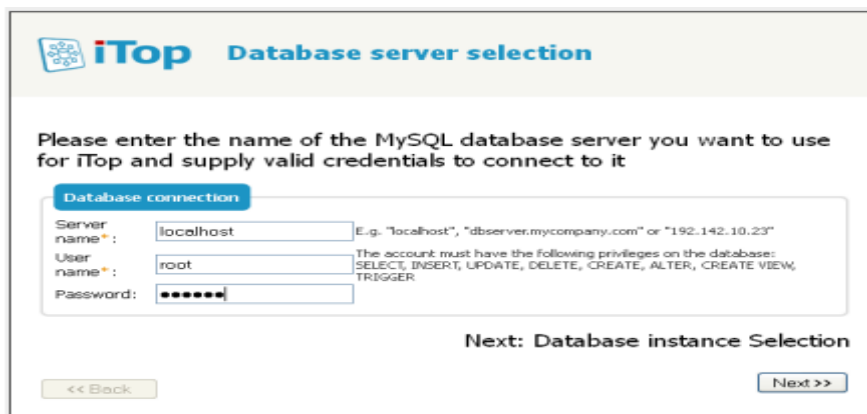 iTop Database server selection
Please enter the name of the MySQL database server you want to use
for iTop and supply valid credentials to connect to it
Database connection
Server name*: localhost E.g. "localhost", "dbserver.mycompany.com" or "192.142.10.23"
User name*: root The account must have the following privileges on the database:
SELECT, INSERT, UPDATE, DELETE, CREATE, ALTER, CREATE VIEW,
TRIGGER
Password: ●●●●●●
Next: Database instance Selection
<< Back Next >>